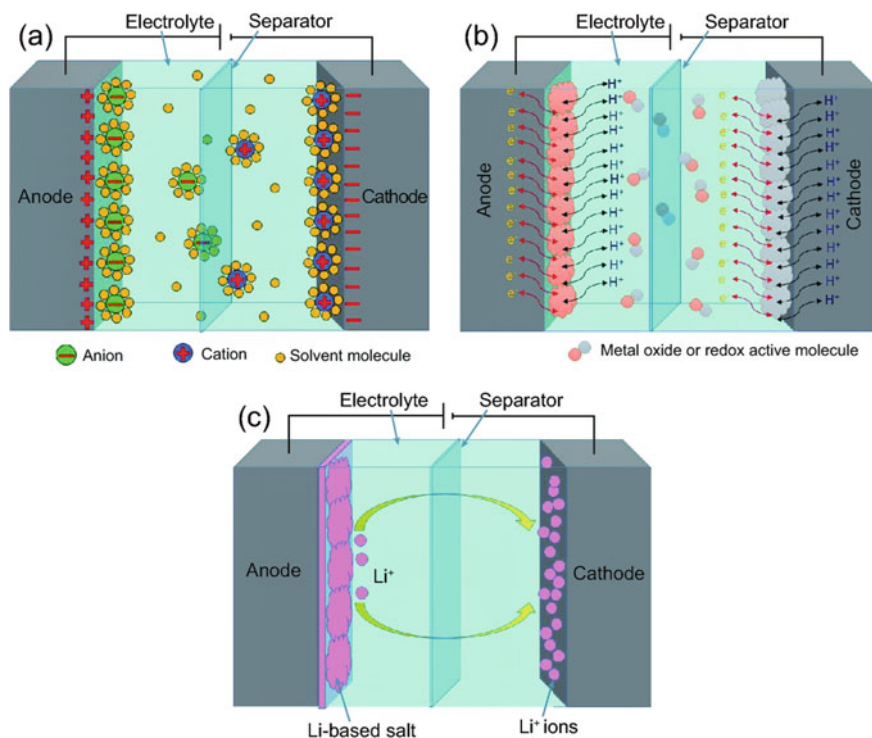 (a)
Electrolyte
Separator
Anode
Cathode
Anion
Cation
Solvent molecule
(b)
Electrolyte
Separator
Anode
Cathode
e
e
e
e
e
e
e
e
e
e
e
e
e
H⁺
H⁺
H⁺
H⁺
H⁺
H⁺
H⁺
H⁺
H⁺
H⁺
H⁺
H⁺
H⁺
Metal oxide or redox active molecule
(c)
Electrolyte
Separator
Anode
Li⁺
Cathode
Li-based salt
Li⁺ ions